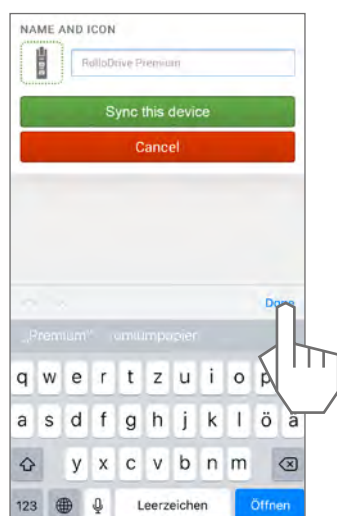 NAME AND ICON
RolloDrive Premium
Sync this device
Cancel
Done
„Premium“
q w e r t z u i o p
a s d f g h j k l ö ä
y x c v b n m
123 Leerzeichen Öffnen